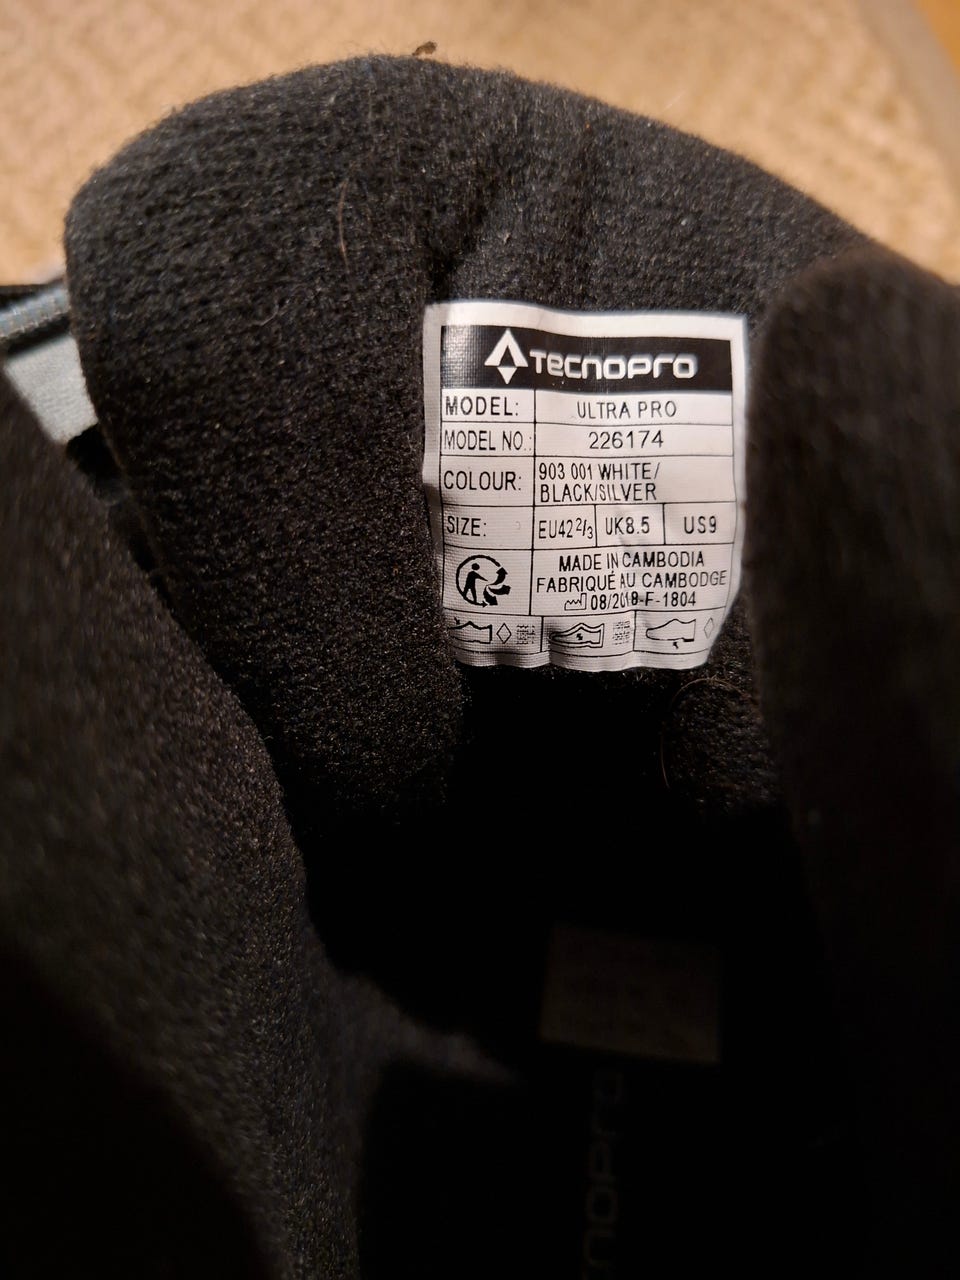 TECNOPRO
MODEL: ULTRA PRO
MODEL NO.: 226174
COLOUR: 903 001 WHITE/
BLACK/SILVER
SIZE: EU42 2/3 UK8.5 US9
MADE IN CAMBODIA
FABRIQUÉ AU CAMBODGE
08/2018-F-1804